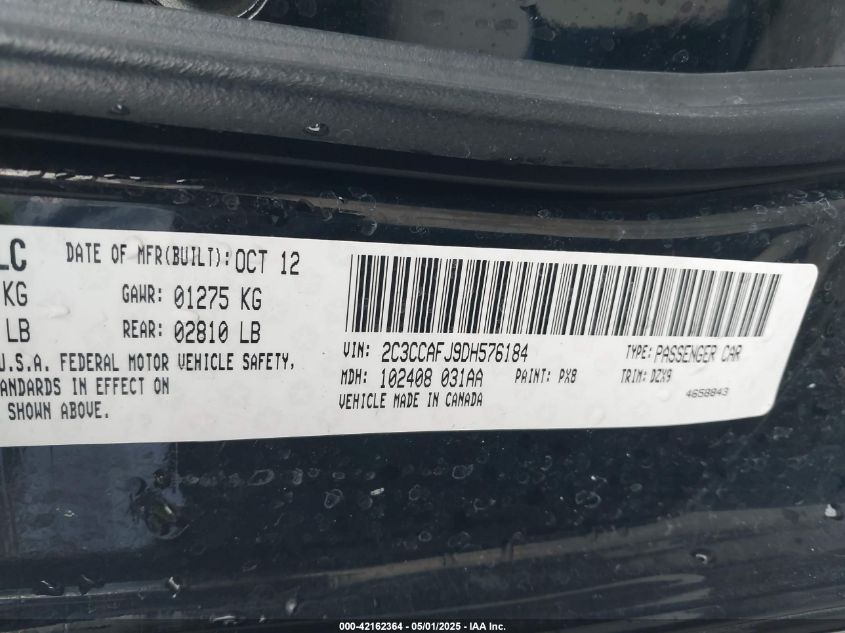 LC DATE OF MFR(BUILT): OCT 12
KG GAWR: 01275 KG
LB REAR: 02810 LB
U.S.A. FEDERAL MOTOR VEHICLE SAFETY,
ANDARDS IN EFFECT ON
SHOWN ABOVE.
VIN: 2C3CCAFJ9DH576184 TYPE: PASSENGER CAR
MDH: 102408 031AA PAINT: PX8 TRIM: DZX9
VEHICLE MADE IN CANADA 4658843
000-42162364 - 05/01/2025 - IAA Inc.